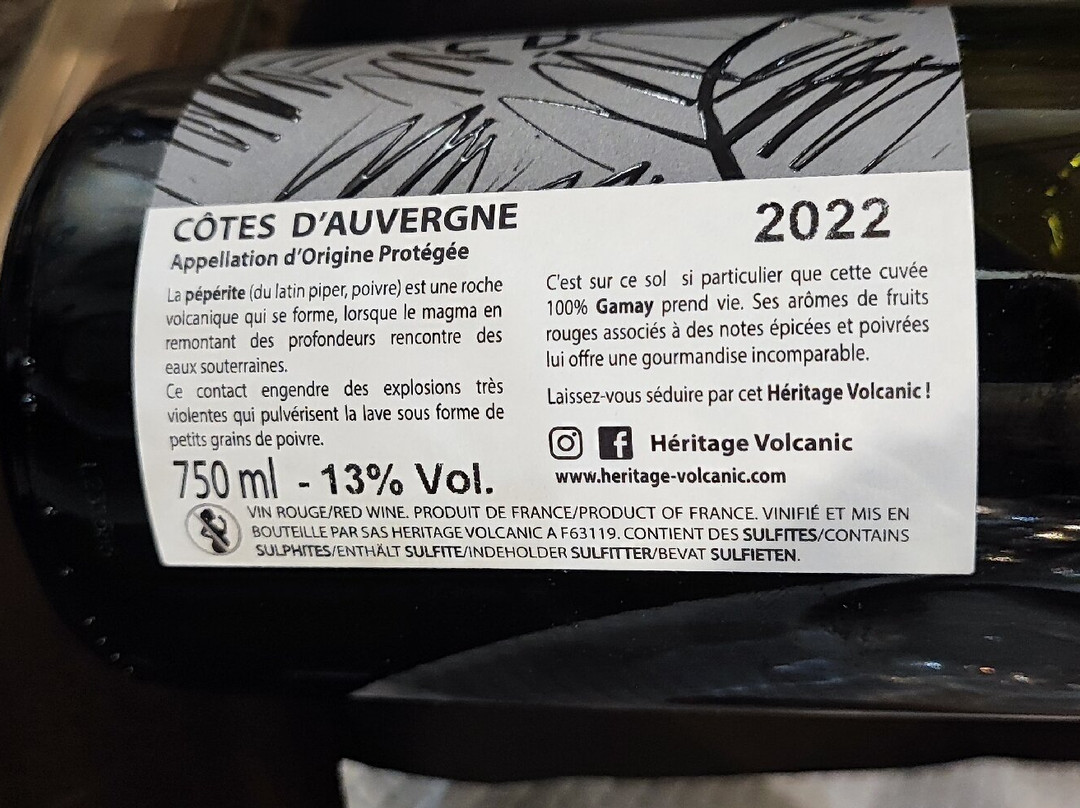 CÔTES D'AUVERGNE
Appellation d'Origine Protégée
La pépérite (du latin piper, poivre) est une roche
volcanique qui se forme, lorsque le magma en
remontant des profondeurs rencontre des
eaux souterraines.
Ce contact engendre des explosions très
violentes qui pulvérisent la lave sous forme de
petits grains de poivre.
750 ml - 13% Vol.
2022
C'est sur ce sol si particulier que cette cuvée
100% Gamay prend vie. Ses arômes de fruits
rouges associés à des notes épicées et poivrées
lui offre une gourmandise incomparable.
Laissez-vous séduire par cet Héritage Volcanic !
Héritage Volcanic
www.heritage-volcanic.com
VIN ROUGE/RED WINE. PRODUIT DE FRANCE/PRODUCT OF FRANCE. VINIFIÉ ET MIS EN
BOUTEILLE PAR SAS HERITAGE VOLCANIC A F63119. CONTIENT DES SULFITES/CONTAINS
SULPHITES/ENTHÄLT SULFITE/INDEHOLDER SULFITTER/BEVAT SULFIETEN.